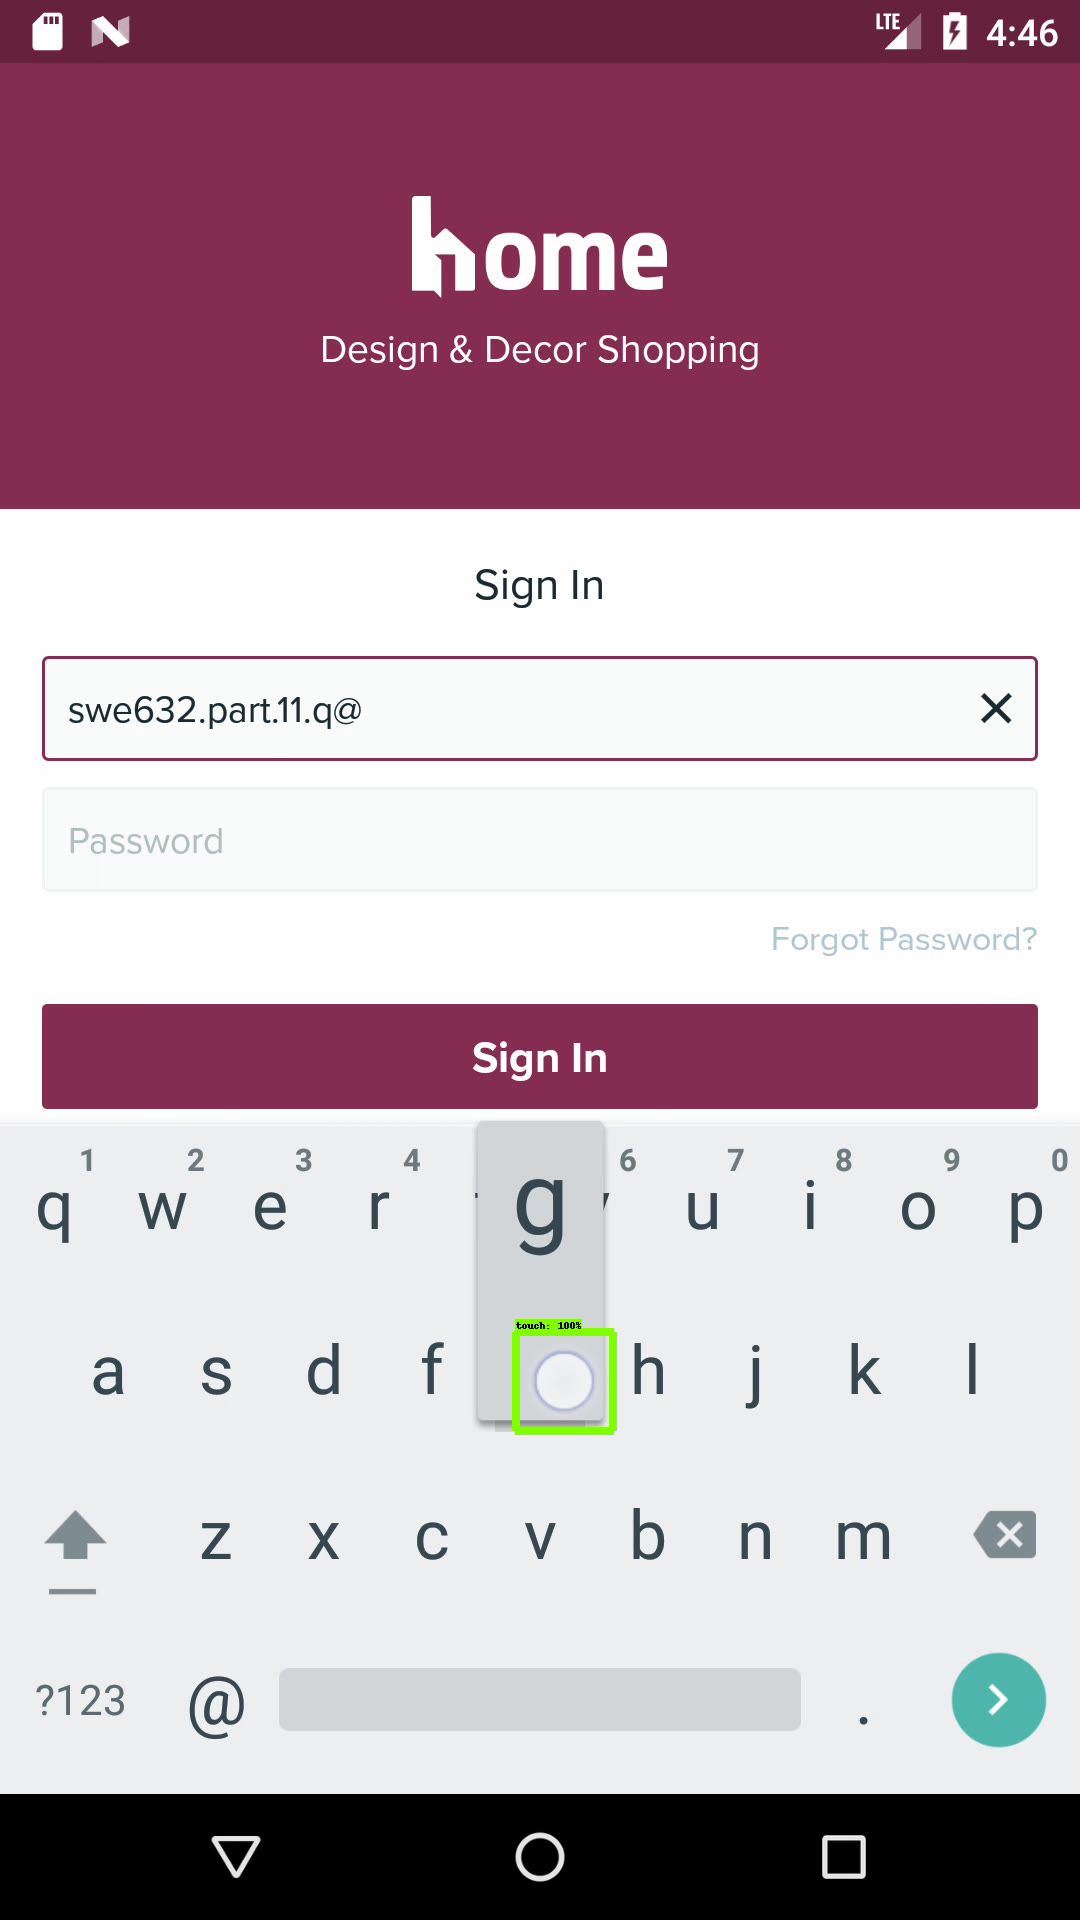 LTE 4:46
home
Design & Decor Shopping
Sign In
swe632.part.11.q@
Password
Forgot Password?
Sign In
1 2 3 4 6 7 8 9 0
q w e r g u i o p
touch: 100%
a s d f h j k l
z x c v b n m
?123 @ .